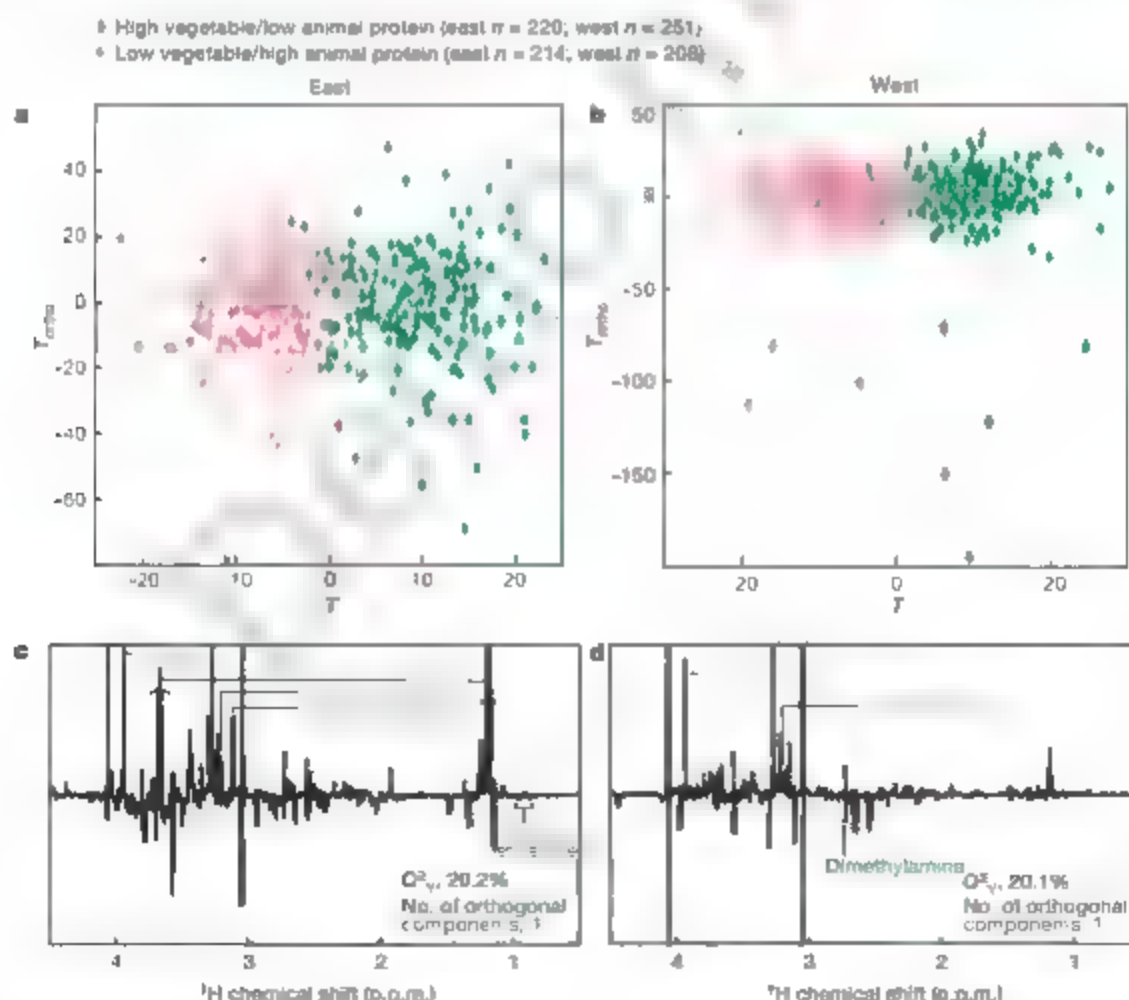 High vegetable/low animal protein (east n = 220; west n = 251)
Low vegetable/high animal protein (east n = 214; west n = 208)
East
West
a
b
40
20
0
-20
-40
-60
T
-20
10
0
10
20
T
50
0
-50
-100
-150
20
0
20
T
c
d
Q²Y, 20.2%
No. of orthogonal
components, 1
Dimethylamine
Q²Y, 20.1%
No. of orthogonal
components 1
4
3
2
1
4
3
2
1
¹H chemical shift (p.p.m.)
¹H chemical shift (p.p.m.)